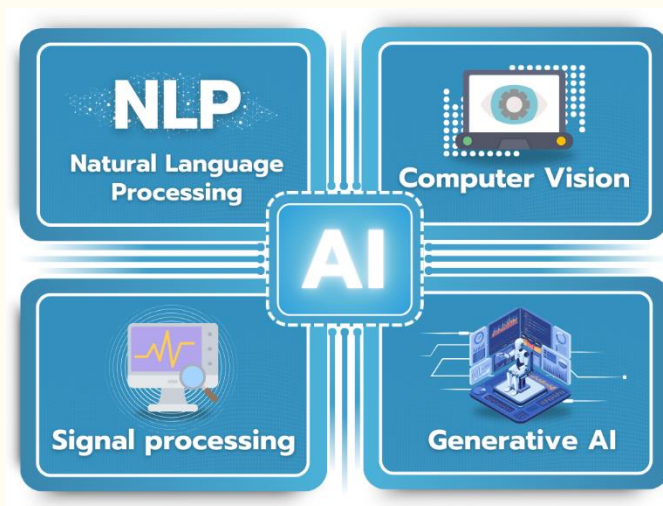 NLP
Natural Language
Processing
Computer Vision
AI
Signal processing
Generative AI